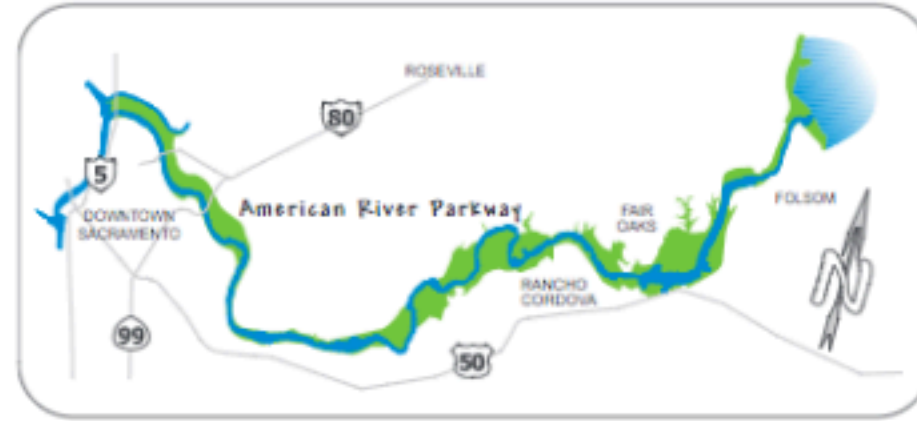 ROSEVILLE
80
5
American River Parkway
DOWNTOWN
SACRAMENTO
FAIR
OAKS
FOLSOM
RANCHO
CORDOVA
99
50
N